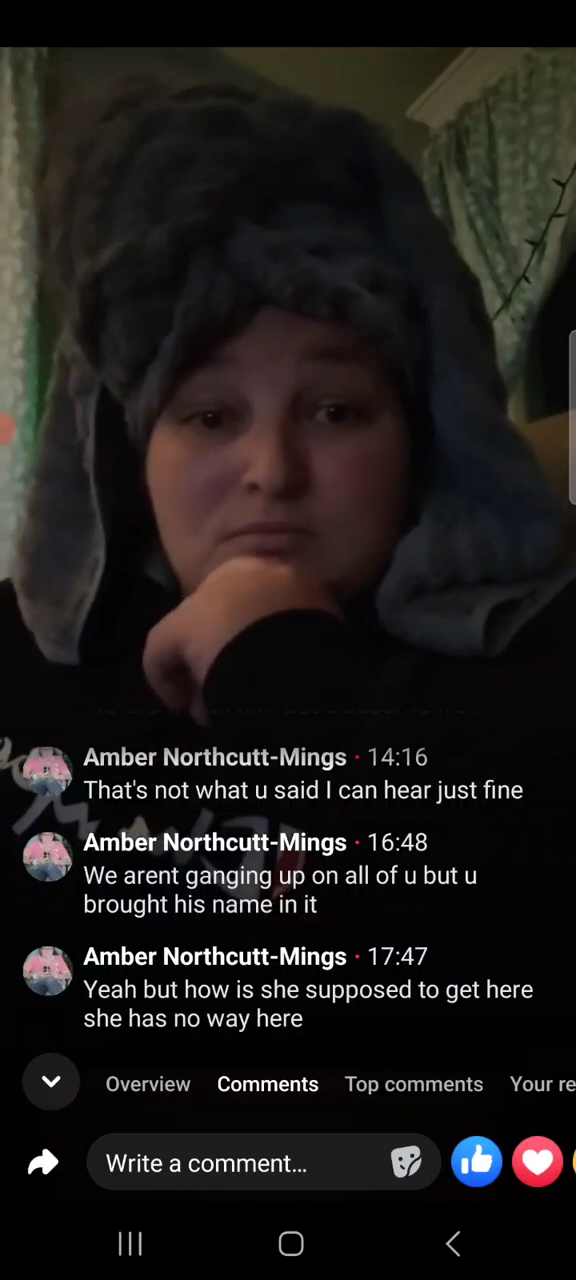 Amber Northcutt-Mings · 14:16
That's not what u said I can hear just fine
Amber Northcutt-Mings · 16:48
We arent ganging up on all of u but u
brought his name in it
Amber Northcutt-Mings · 17:47
Yeah but how is she supposed to get here
she has no way here
Overview Comments Top comments Your re
Write a comment...